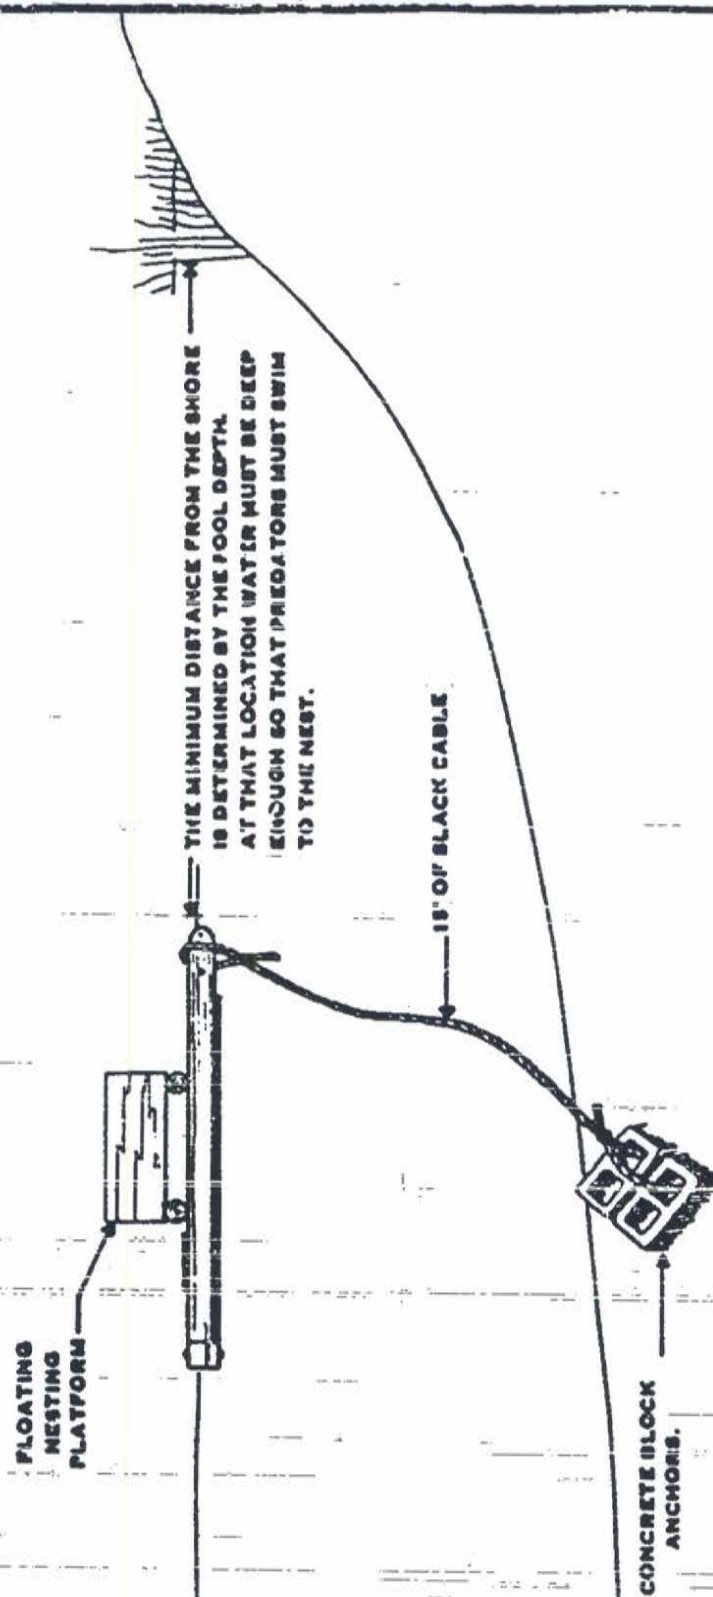 FLOATING
NESTING
PLATFORM
THE MINIMUM DISTANCE FROM THE SHORE
IS DETERMINED BY THE POOL DEPTH.
AT THAT LOCATION WATER MUST BE DEEP
ENOUGH SO THAT PREDATORS MUST SWIM
TO THE NEST.
OF BLACK CABLE
CONCRETE BLOCK
ANCHORS.